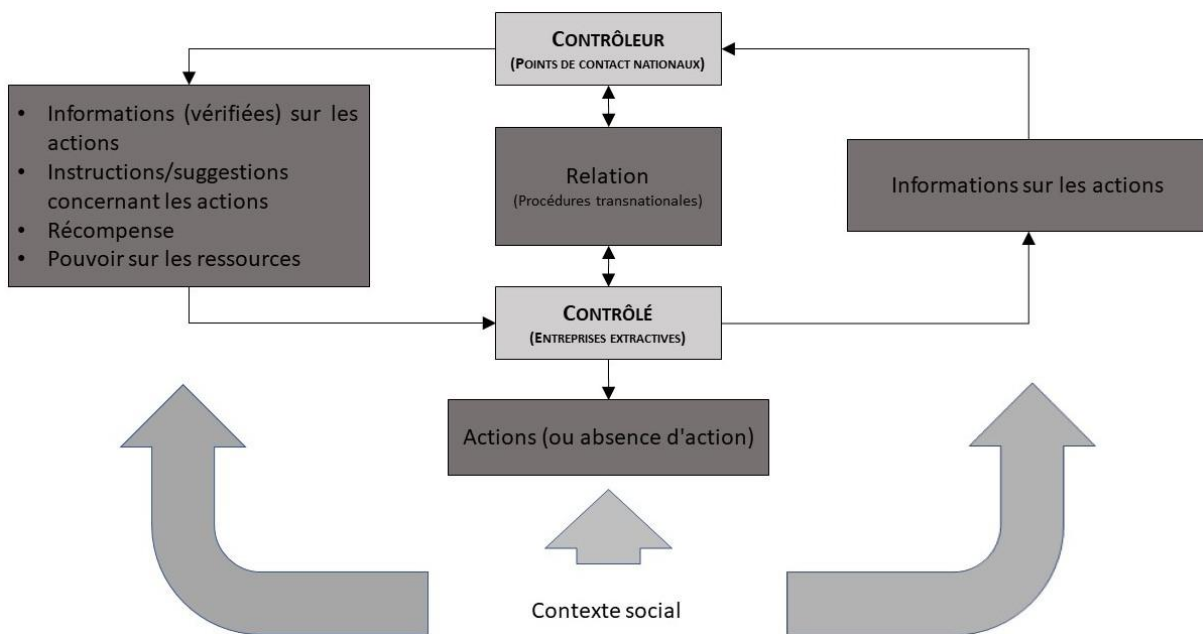 CONTRÔLEUR
(POINTS DE CONTACT NATIONAUX)
• Informations (vérifiées) sur les
actions
• Instructions/suggestions
concernant les actions
• Récompense
• Pouvoir sur les ressources
Relation
(Procédures transnationales)
Informations sur les actions
CONTRÔLÉ
(ENTREPRISES EXTRACTIVES)
Actions (ou absence d'action)
Contexte social